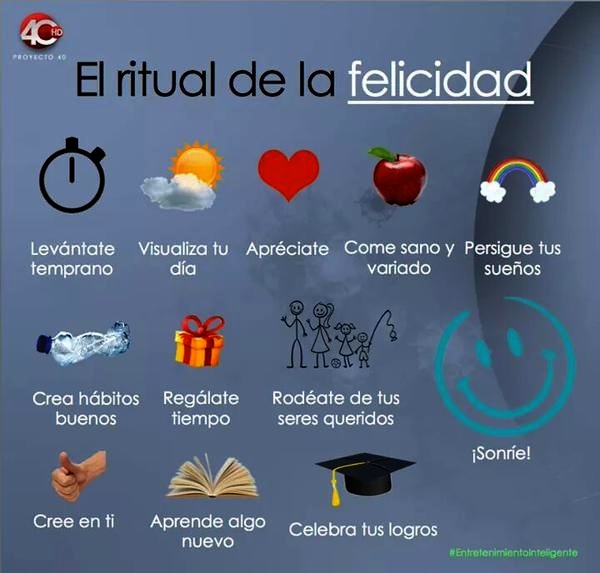 40 HD
PROYECTO 40
El ritual de la felicidad
Levántate
temprano
Visualiza tu
día
Apréciate
Come sano y
variado
Persigue tus
sueños
Crea hábitos
buenos
Regálate
tiempo
Rodéate de tus
seres queridos
¡Sonríe!
Cree en ti
Aprende algo
nuevo
Celebra tus logros
#EntretenimientoInteligente